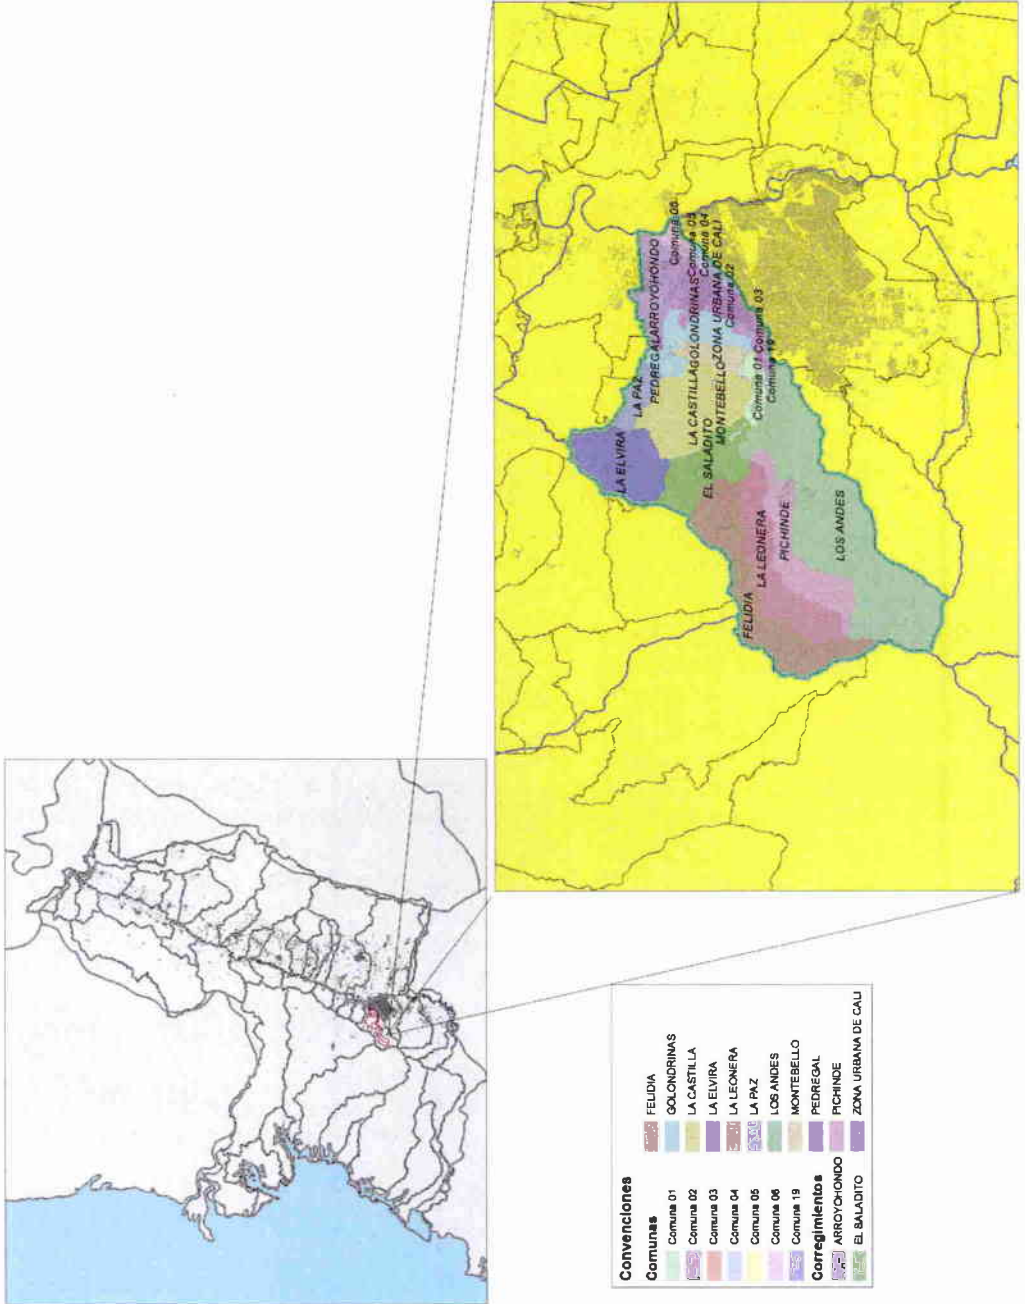 LA ELVIRA
LA PAZ
PEDREGAL
ARROYOHONDO
Comuna 06
LA CASTILLA
GOLONDRINAS
Comuna 05
Comuna 04
EL SALADITO
MONTEBELLO
ZONA URBANA DE CALI
Comuna 02
Comuna 01
Comuna 03
Comuna 19
FELIDIA
LA LEONERA
PICHINDE
LOS ANDES
Convenciones
Comunas
Comuna 01
Comuna 02
Comuna 03
Comuna 04
Comuna 05
Comuna 06
Comuna 19
Corregimientos
ARROYOHONDO
EL SALADITO
FELIDIA
GOLONDRINAS
LA CASTILLA
LA ELVIRA
LA LEONERA
LA PAZ
LOS ANDES
MONTEBELLO
PEDREGAL
PICHINDE
ZONA URBANA DE CALI